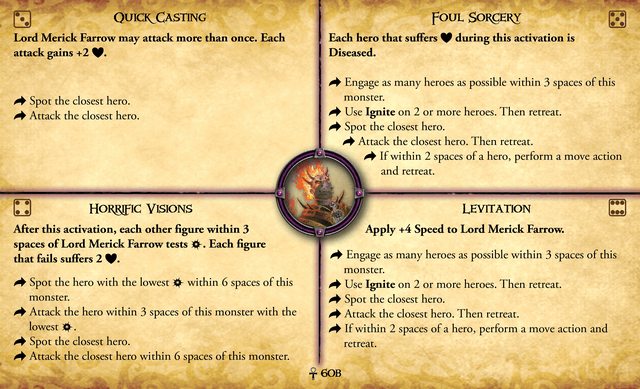 QUICK CASTING
Lord Merick Farrow may attack more than once. Each
attack gains +2 ♥.
Spot the closest hero.
Attack the closest hero.
FOUL SORCERY
Each hero that suffers ♥ during this activation is
Diseased.
Engage as many heroes as possible within 3 spaces of this
monster.
Use Ignite on 2 or more heroes. Then retreat.
Spot the closest hero.
Attack the closest hero. Then retreat.
If within 2 spaces of a hero, perform a move action
and retreat.
HORRIFIC VISIONS
After this activation, each other figure within 3
spaces of Lord Merick Farrow tests . Each figure
that fails suffers 2 ♥.
Spot the hero with the lowest within 6 spaces of this
monster.
Attack the hero within 3 spaces of this monster with the
lowest .
Spot the closest hero.
Attack the closest hero within 6 spaces of this monster.
LEVITATION
Apply +4 Speed to Lord Merick Farrow.
Engage as many heroes as possible within 3 spaces of this
monster.
Use Ignite on 2 or more heroes. Then retreat.
Spot the closest hero.
Attack the closest hero. Then retreat.
If within 2 spaces of a hero, perform a move action and
retreat.
☥ 60B